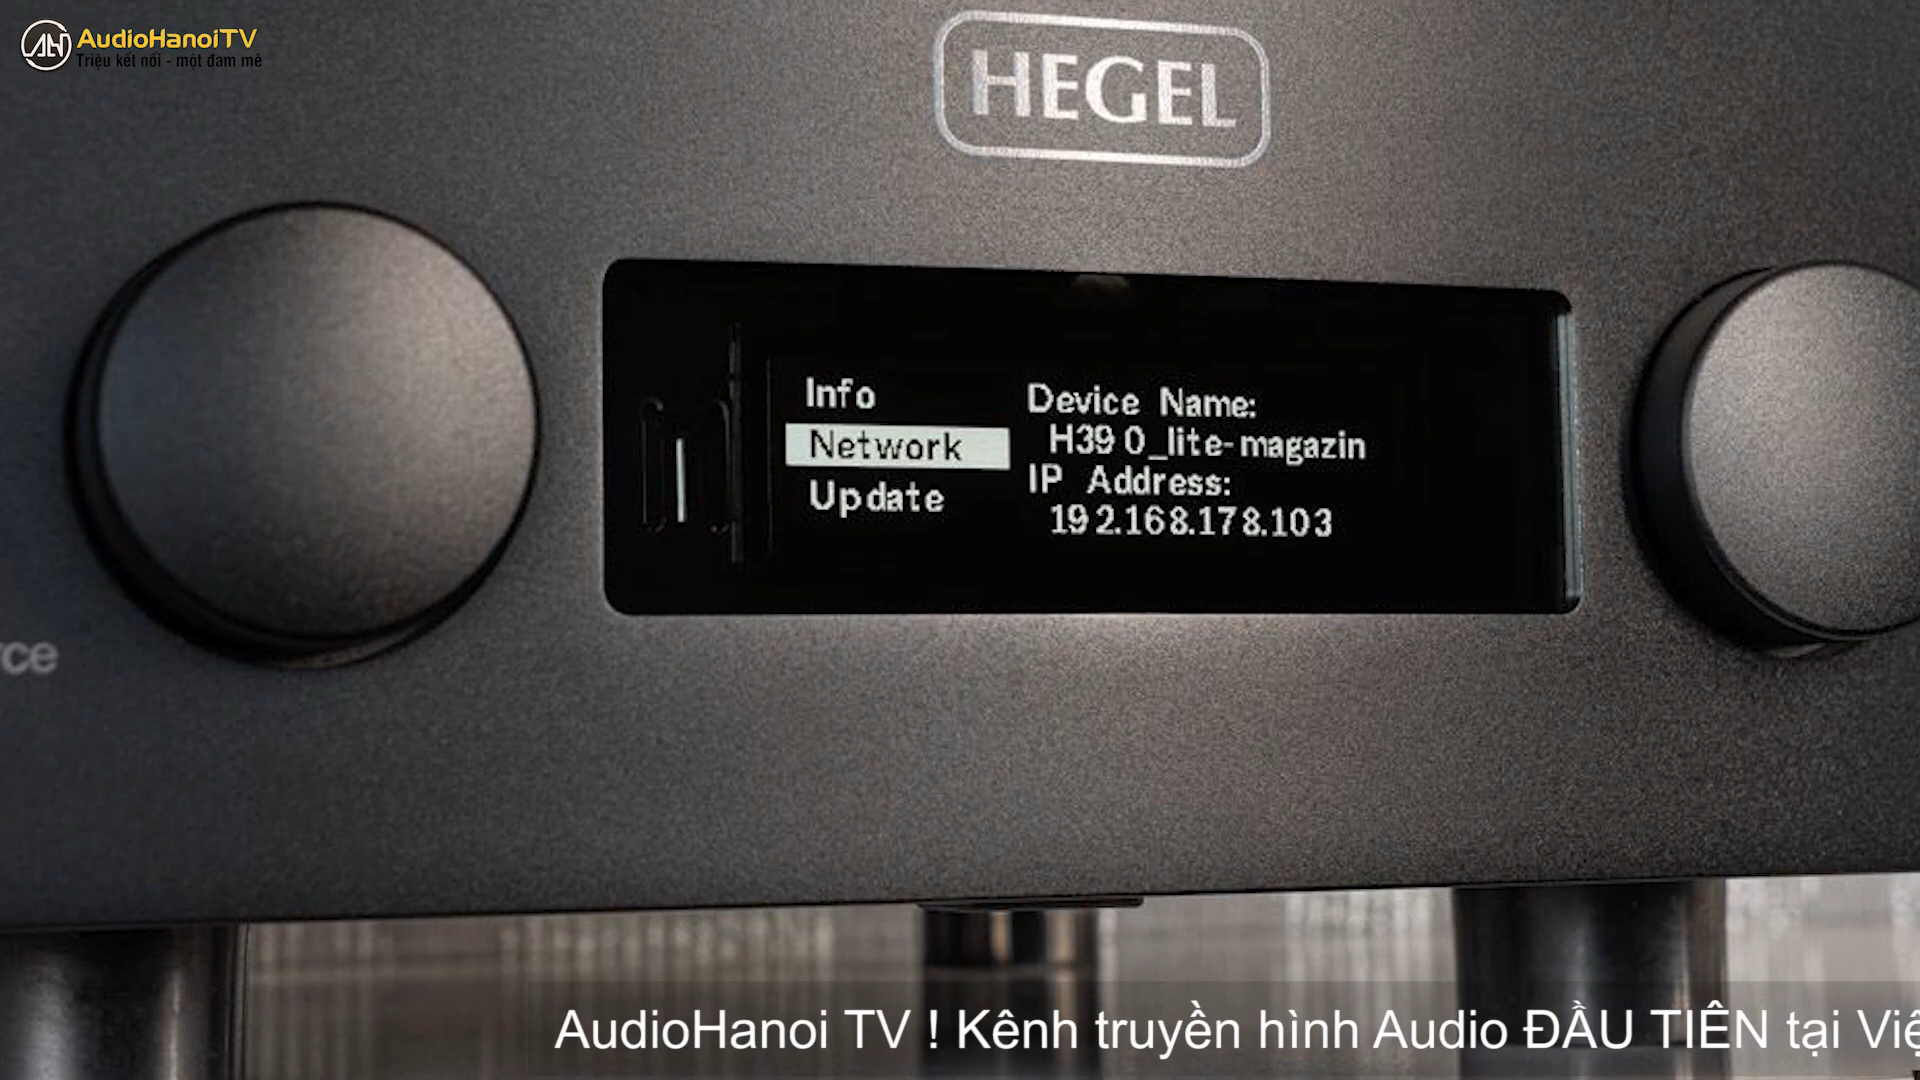 AudioHanoiTV
Triệu kết nối - một đam mê
HEGEL
Info
Network
Update
Device Name:
H390_lite-magazin
IP Address:
192.168.178.103
AudioHanoi TV ! Kênh truyền hình Audio ĐẦU TIÊN tại